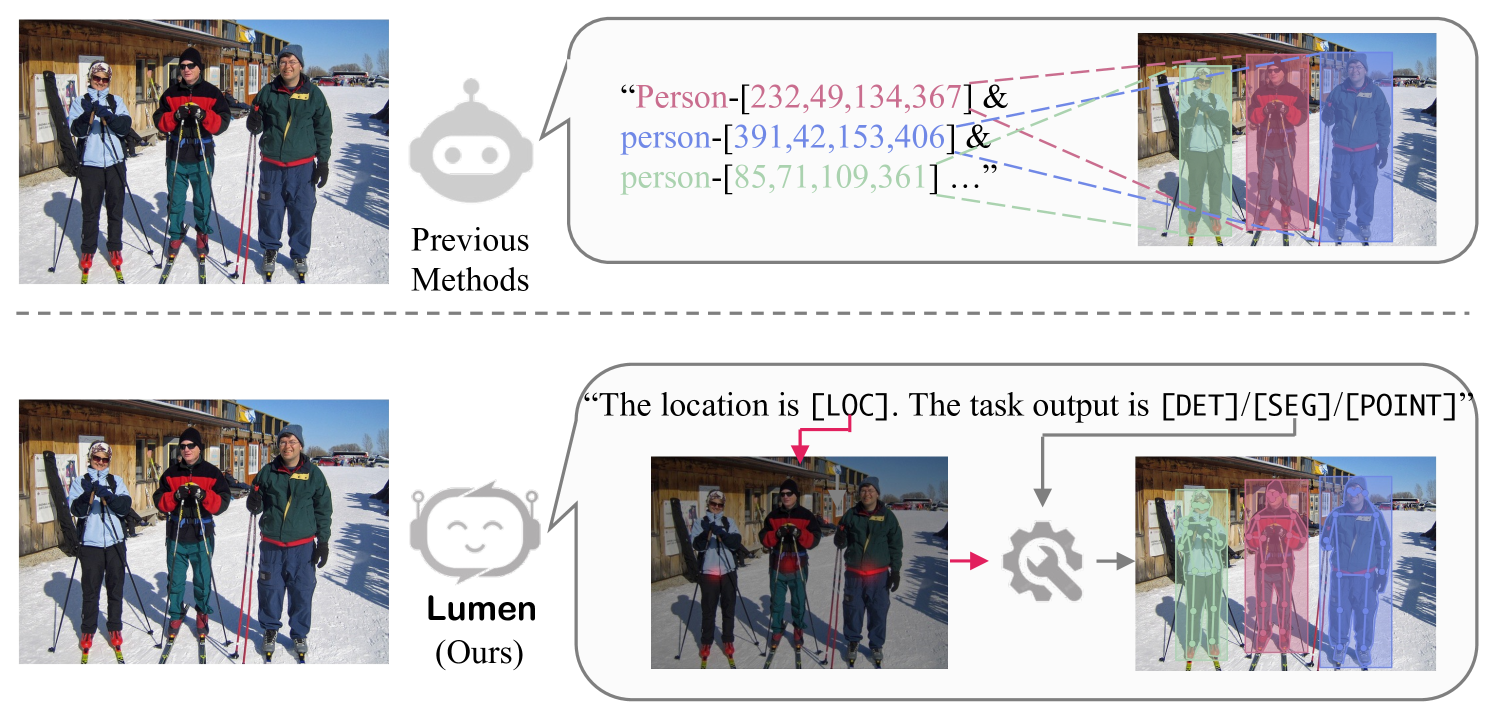 “Person-[232,49,134,367] &
person-[391,42,153,406] &
person-[85,71,109,361] …”
Previous
Methods
“The location is [LOC]. The task output is [DET]/[SEG]/[POINT]”
Lumen
(Ours)